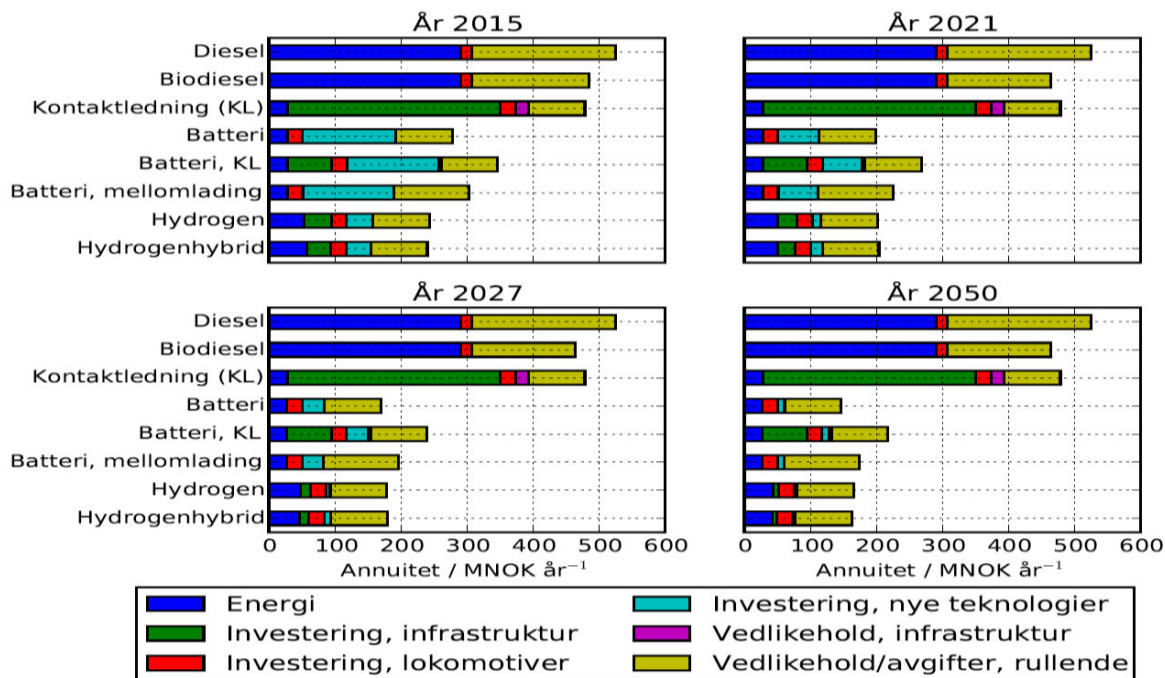 År 2015
År 2021
Diesel
Biodiesel
Kontaktledning (KL)
Batteri
Batteri, KL
Batteri, mellomlading
Hydrogen
Hydrogenhybrid
0 100 200 300 400 500 600
0 100 200 300 400 500 600
År 2027
År 2050
Diesel
Biodiesel
Kontaktledning (KL)
Batteri
Batteri, KL
Batteri, mellomlading
Hydrogen
Hydrogenhybrid
0 100 200 300 400 500 600
0 100 200 300 400 500 600
Annuitet / MNOK år⁻¹
Annuitet / MNOK år⁻¹
Energi
Investering, infrastruktur
Investering, lokomotiver
Investering, nye teknologier
Vedlikehold, infrastruktur
Vedlikehold/avgifter, rullende